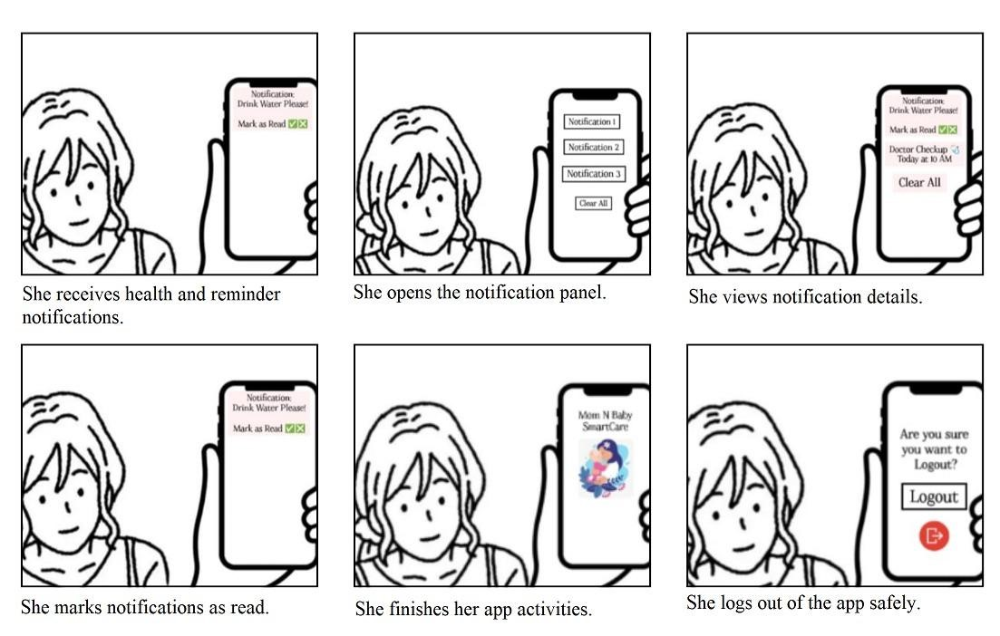 Notification:
Drink Water Please!
Mark as Read ✅❎
She receives health and reminder
notifications.
Notification 1
Notification 2
Notification 3
Clear All
She opens the notification panel.
Notification:
Drink Water Please!
Mark as Read ✅❎
Doctor Checkup 🩺
Today at 10 AM
Clear All
She views notification details.
Notification:
Drink Water Please!
Mark as Read ✅❎
She marks notifications as read.
Mom N Baby
SmartCare
She finishes her app activities.
Are you sure
you want to
Logout?
Logout
She logs out of the app safely.